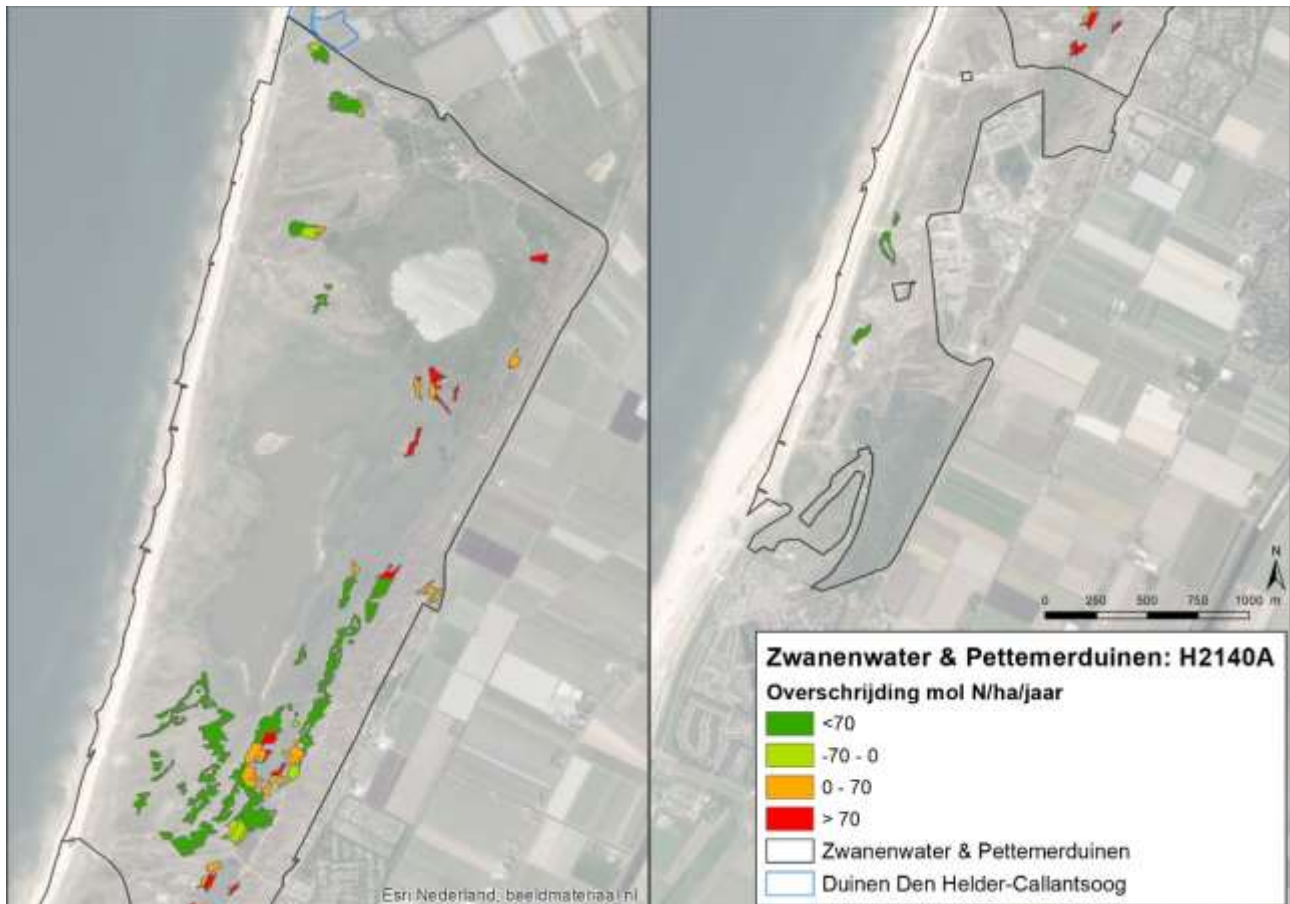 N
0 250 500 750 1000 m
Zwanenwater & Pettemerduinen: H2140A
Overschrijding mol N/ha/jaar
<70
-70 - 0
0 - 70
> 70
Zwanenwater & Pettemerduinen
Duinen Den Helder-Callantsoog
Esri Nederland, beeldmateriaal.nl